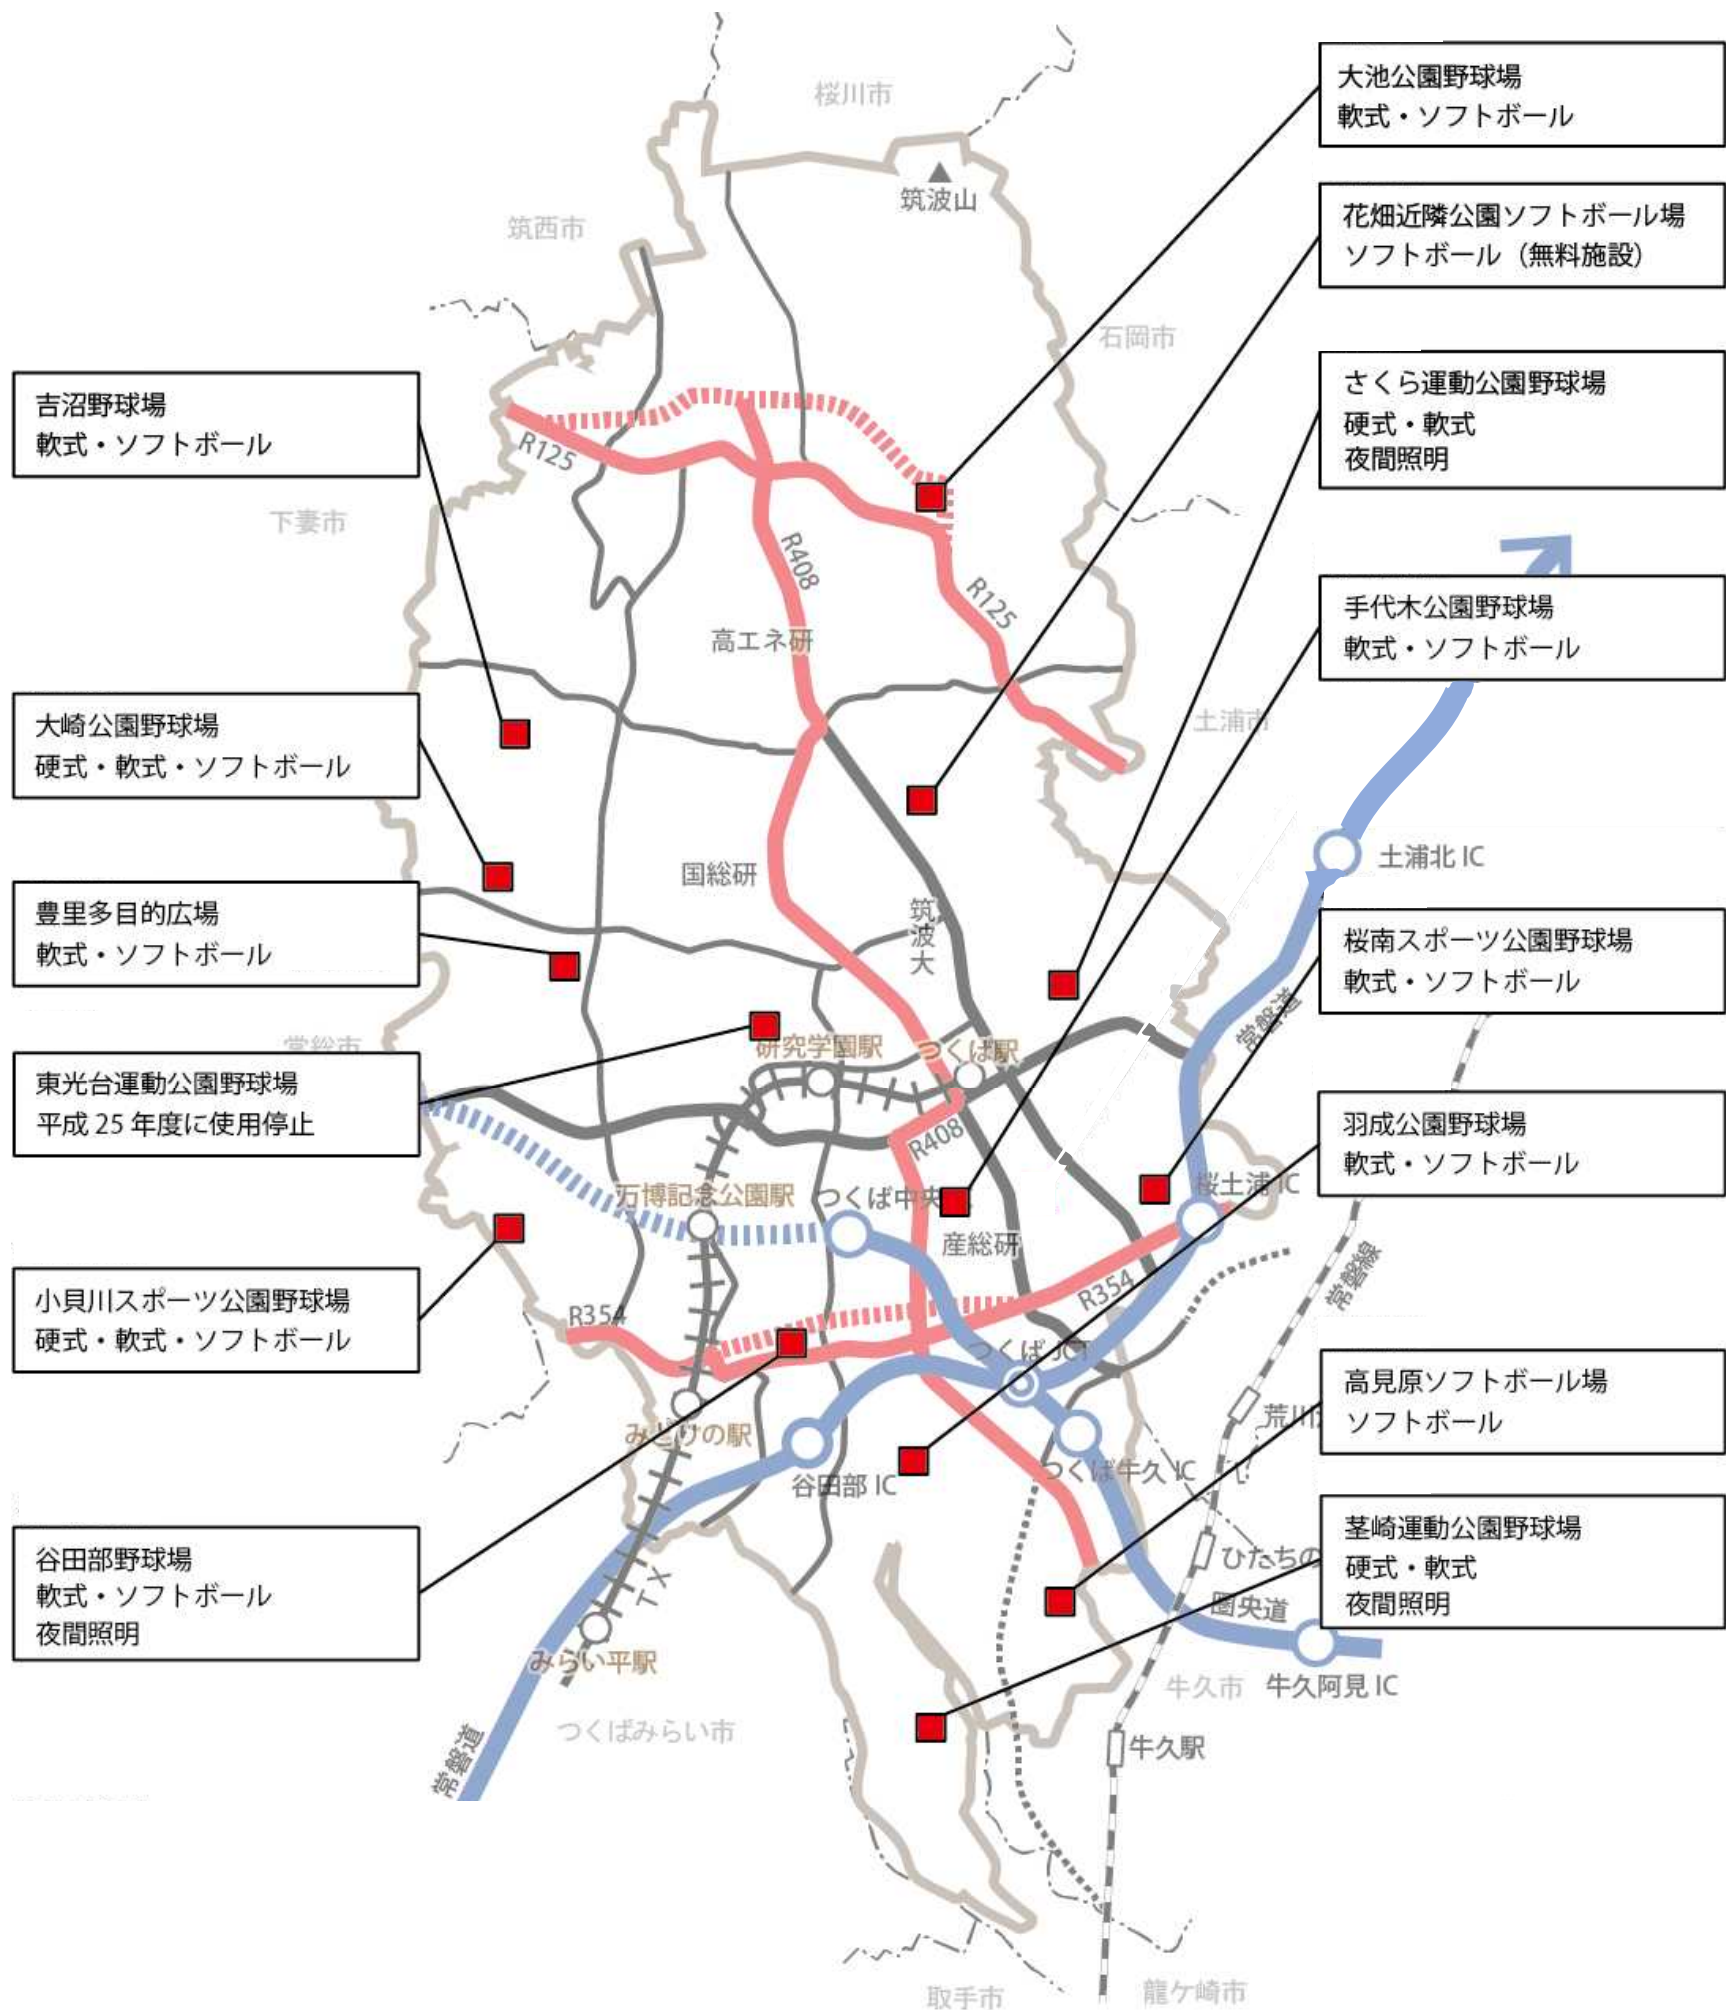 桜川市
筑波山
筑西市
石岡市
大池公園野球場
軟式・ソフトボール
花畑近隣公園ソフトボール場
ソフトボール（無料施設）
さくら運動公園野球場
硬式・軟式
夜間照明
吉沼野球場
軟式・ソフトボール
R125
下妻市
R408
R125
高エネ研
手代木公園野球場
軟式・ソフトボール
大崎公園野球場
硬式・軟式・ソフトボール
土浦市
国総研
筑波大
土浦北 IC
豊里多目的広場
軟式・ソフトボール
桜南スポーツ公園野球場
軟式・ソフトボール
常磐道
常総市
研究学園駅
つくば駅
東光台運動公園野球場
平成 25 年度に使用停止
R408
羽成公園野球場
軟式・ソフトボール
万博記念公園駅
つくば中央
桜土浦 IC
産総研
常磐線
小貝川スポーツ公園野球場
硬式・軟式・ソフトボール
R354
R354
つくば JCT
みどりの駅
高見原ソフトボール場
ソフトボール
荒川
谷田部 IC
つくば牛久 IC
谷田部野球場
軟式・ソフトボール
夜間照明
TX
ひたちの
茎崎運動公園野球場
硬式・軟式
夜間照明
圏央道
みらい平駅
牛久市
牛久阿見 IC
つくばみらい市
牛久駅
常磐道
取手市
龍ケ崎市